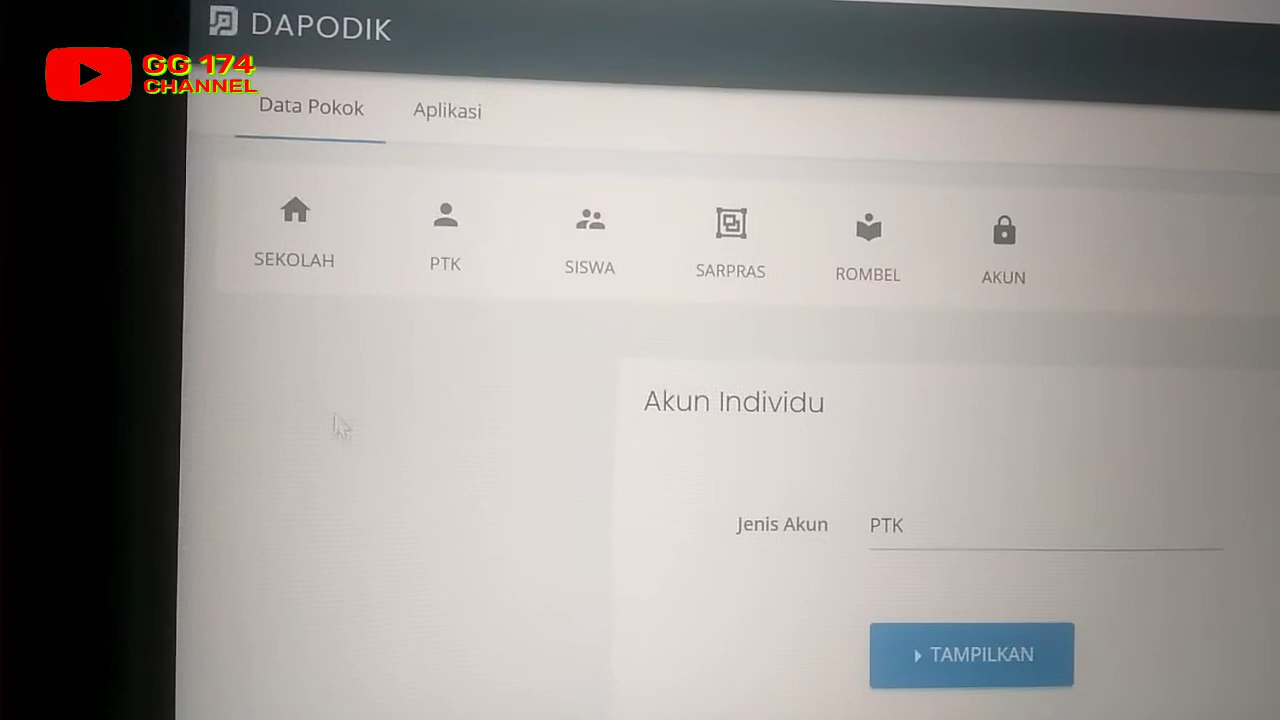 DAPODIK
GG 174
CHANNEL
Data Pokok
Aplikasi
SEKOLAH
PTK
SISWA
SARPRAS
ROMBEL
AKUN
Akun Individu
Jenis Akun
PTK
TAMPILKAN